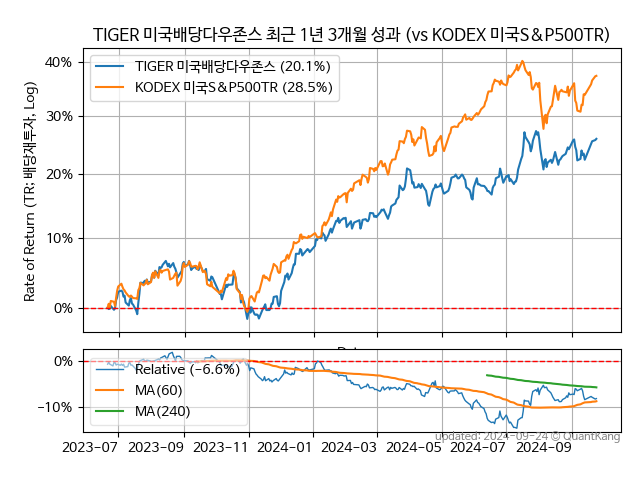 TIGER 미국배당다우존스 최근 1년 3개월 성과 (vs KODEX 미국S&P500TR)
Rate of Return (TR: 배당재투자, Log)
40%
30%
20%
10%
0%
TIGER 미국배당다우존스 (20.1%)
KODEX 미국S&P500TR (28.5%)
0%
−10%
Relative (−6.6%)
MA(60)
MA(240)
updated: 2024-09-24 © QuantKang
2023-07 2023-09 2023-11 2024-01 2024-03 2024-05 2024-07 2024-09